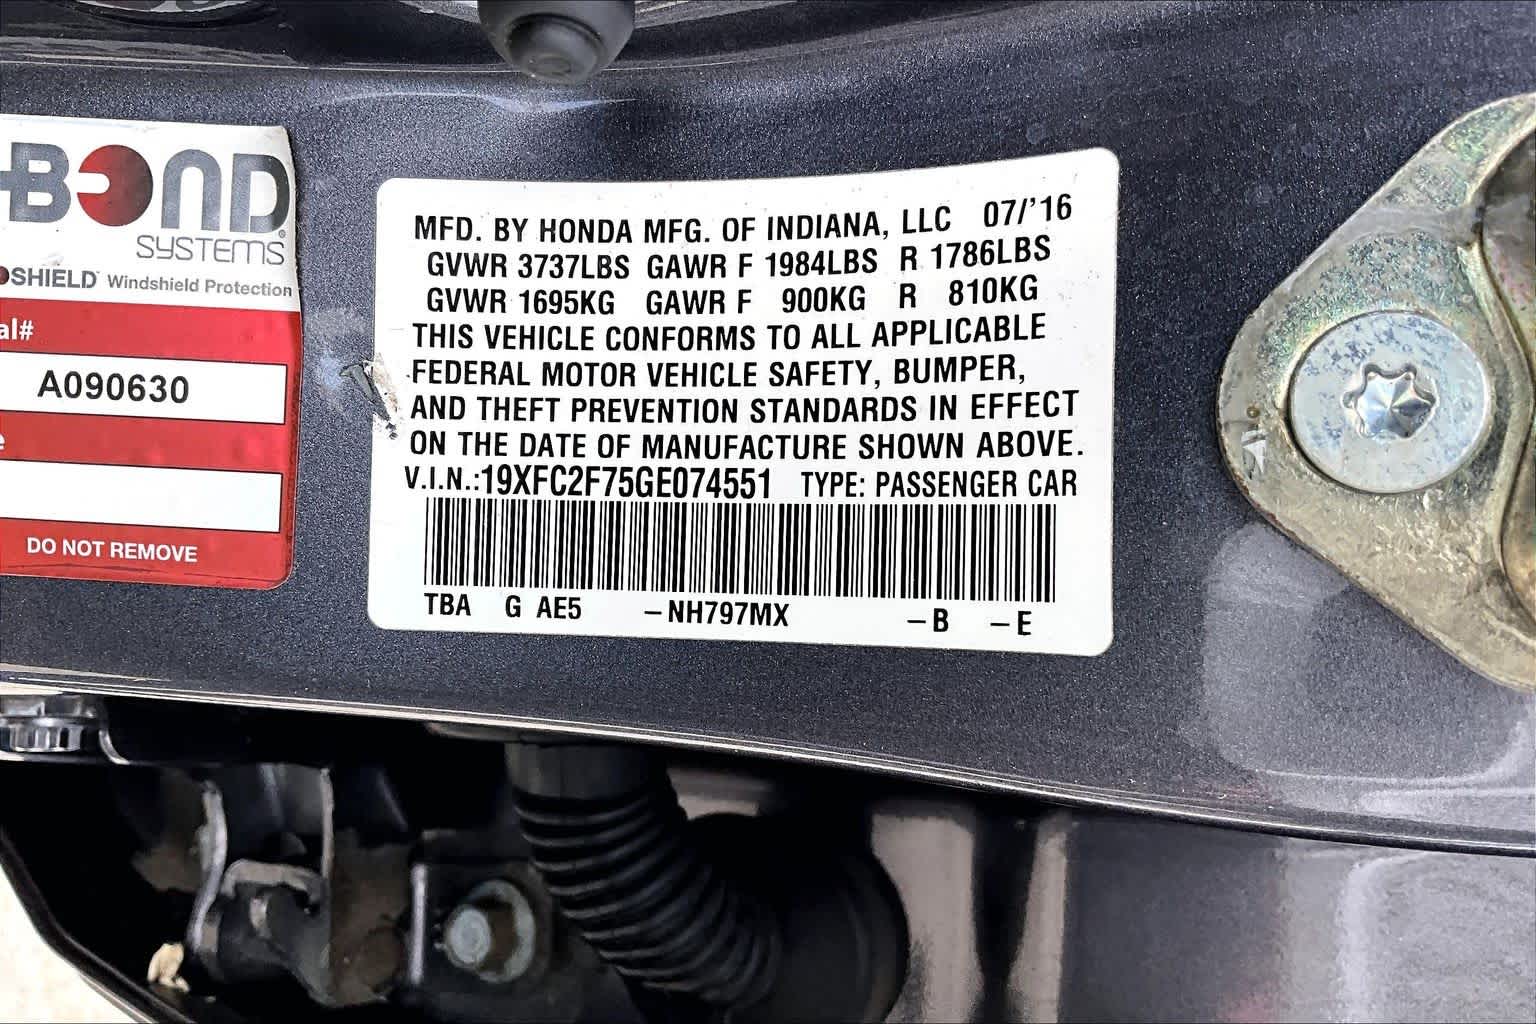 BOND
SYSTEMS
SHIELD Windshield Protection
al#
A090630
DO NOT REMOVE
MFD. BY HONDA MFG. OF INDIANA, LLC 07/'16
GVWR 3737LBS GAWR F 1984LBS R 1786LBS
GVWR 1695KG GAWR F 900KG R 810KG
THIS VEHICLE CONFORMS TO ALL APPLICABLE
FEDERAL MOTOR VEHICLE SAFETY, BUMPER,
AND THEFT PREVENTION STANDARDS IN EFFECT
ON THE DATE OF MANUFACTURE SHOWN ABOVE.
V.I.N.:19XFC2F75GE074551 TYPE: PASSENGER CAR
TBA G AE5 -NH797MX -B -E